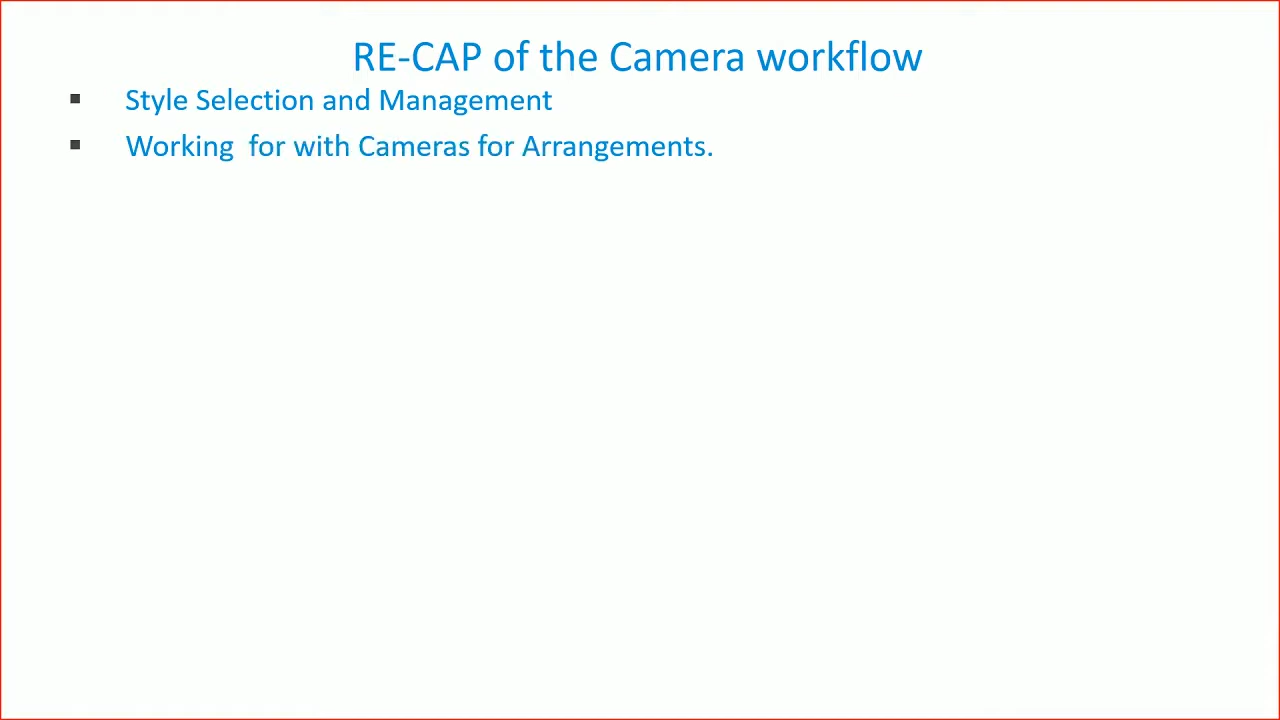 RE-CAP of the Camera workflow
▪ Style Selection and Management
▪ Working  for with Cameras for Arrangements.